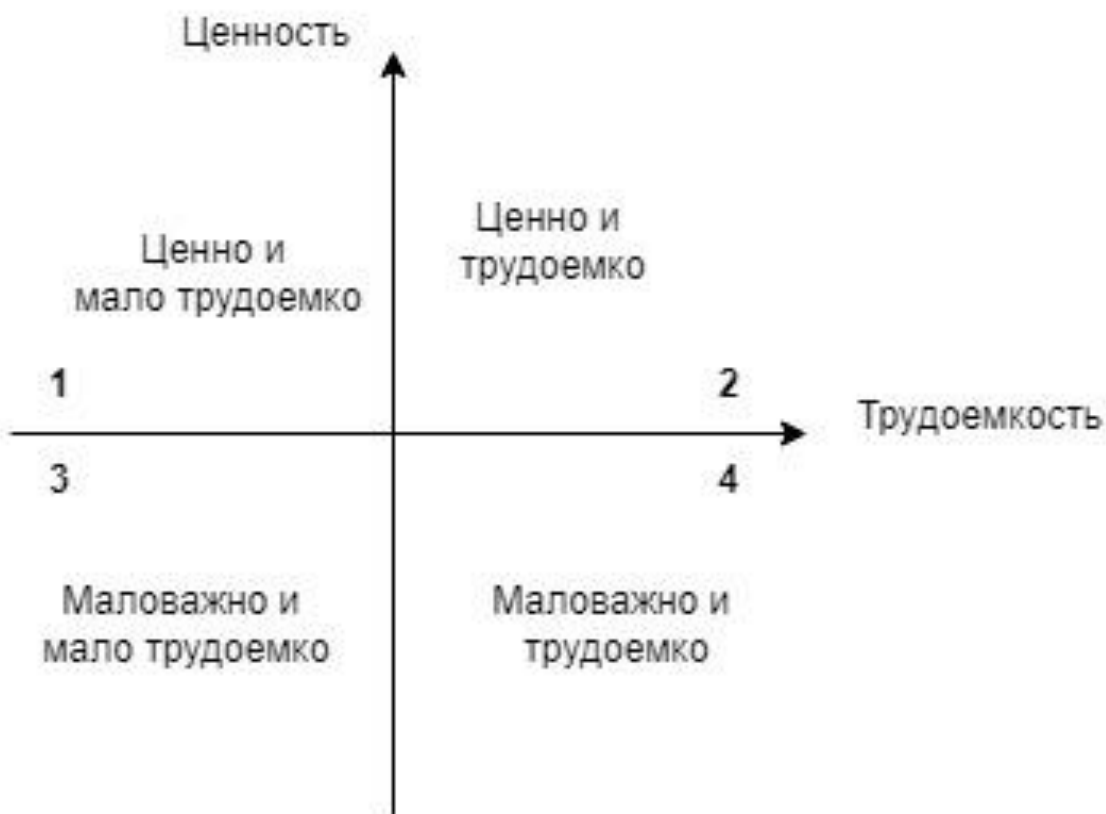 Ценность
Ценно и
мало трудоемко
Ценно и
трудоемко
1
2
Трудоемкость
3
4
Маловажно и
мало трудоемко
Маловажно и
трудоемко